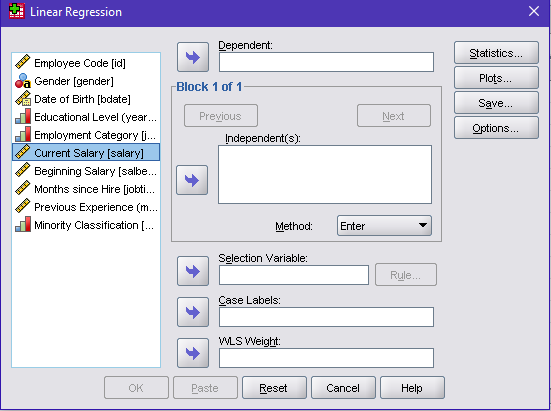 Linear Regression
Employee Code [id]
Gender [gender]
Date of Birth [bdate]
Educational Level (year...
Employment Category [j...
Current Salary [salary]
Beginning Salary [salbe...
Months since Hire [jobti...
Previous Experience (m...
Minority Classification [...
Dependent:
Block 1 of 1
Previous
Next
Independent(s):
Method:
Enter
Selection Variable:
Rule...
Case Labels:
WLS Weight:
Statistics...
Plots...
Save...
Options...
OK
Paste
Reset
Cancel
Help